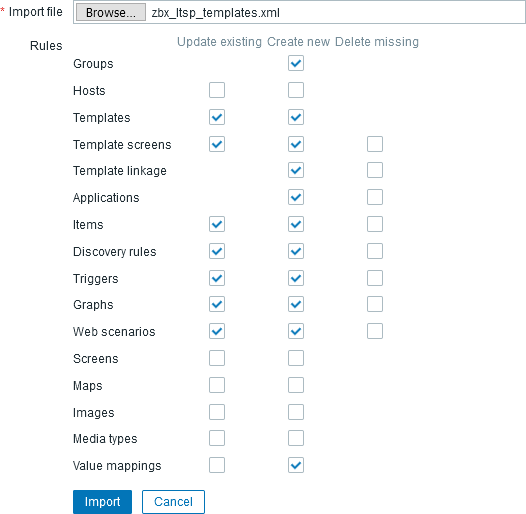 * Import file Browse... zbx_ltsp_templates.xml
Rules Update existing Create new Delete missing
Groups
Hosts
Templates
Template screens
Template linkage
Applications
Items
Discovery rules
Triggers
Graphs
Web scenarios
Screens
Maps
Images
Media types
Value mappings
Import Cancel